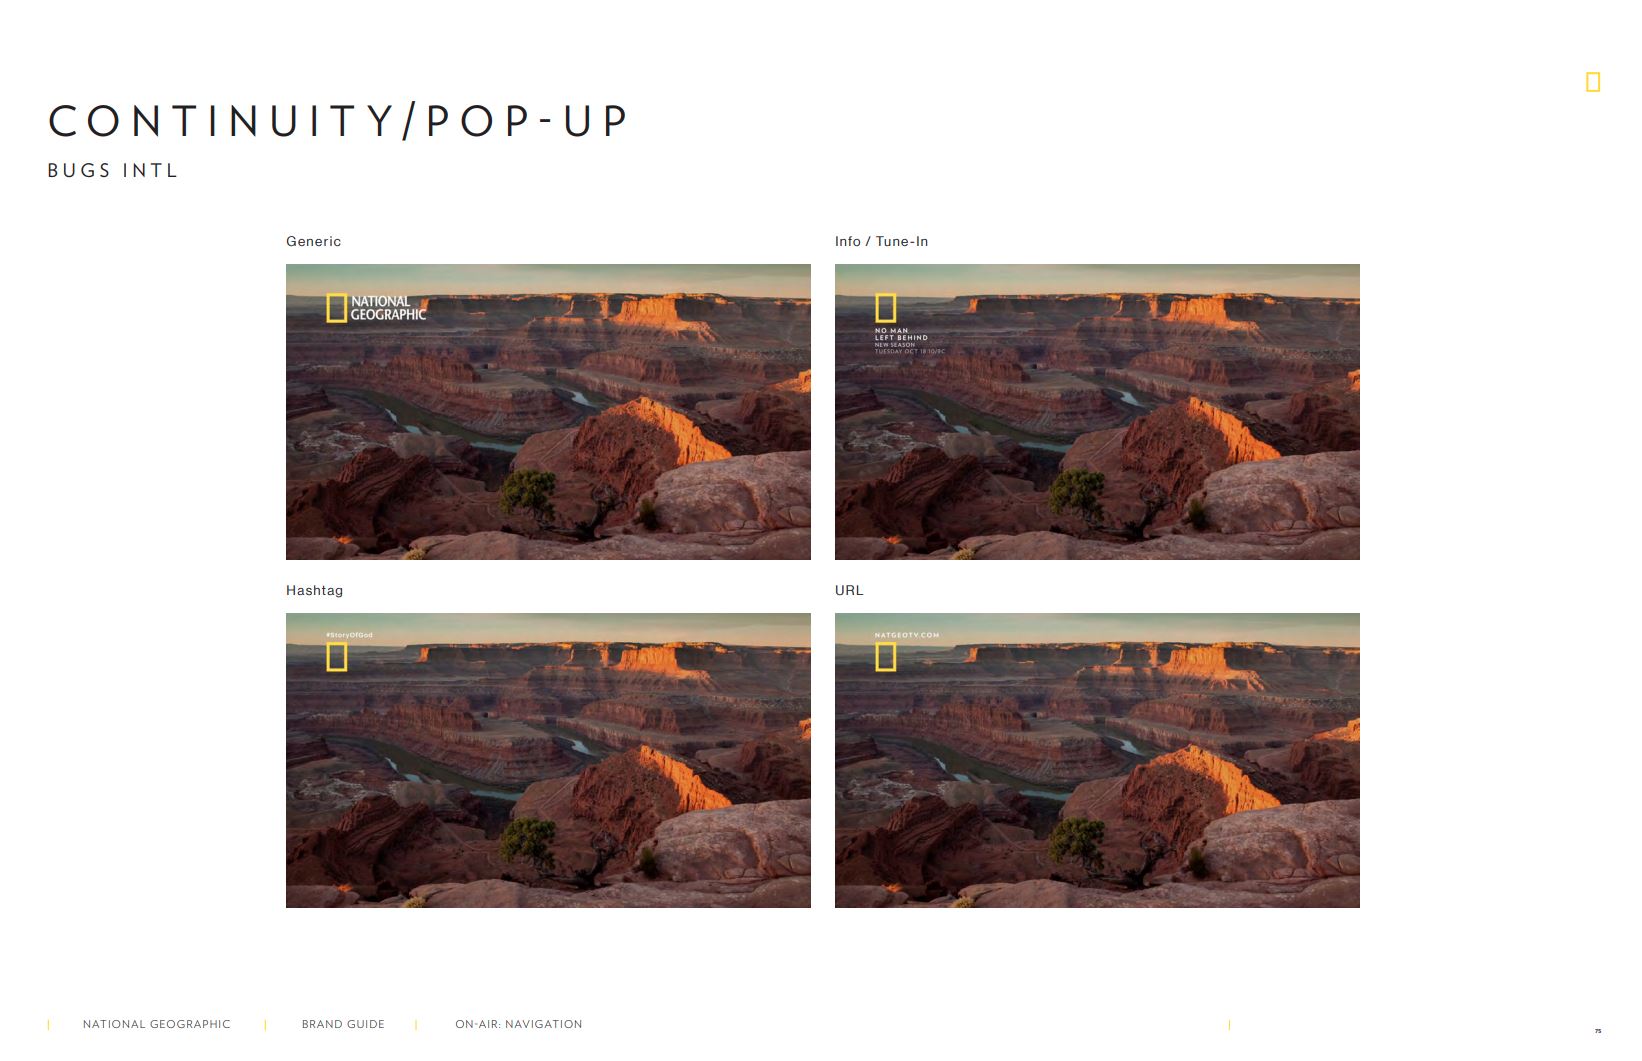 CONTINUITY/POP-UP
BUGS INTL
Generic
NATIONAL
GEOGRAPHIC
Info / Tune-In
NO MAN
LEFT BEHIND
NEW SEASON
TUESDAY OCT 18 10/9C
Hashtag
#StoryOfGod
URL
NATGEOTV.COM
NATIONAL GEOGRAPHIC
BRAND GUIDE
ON-AIR: NAVIGATION
75